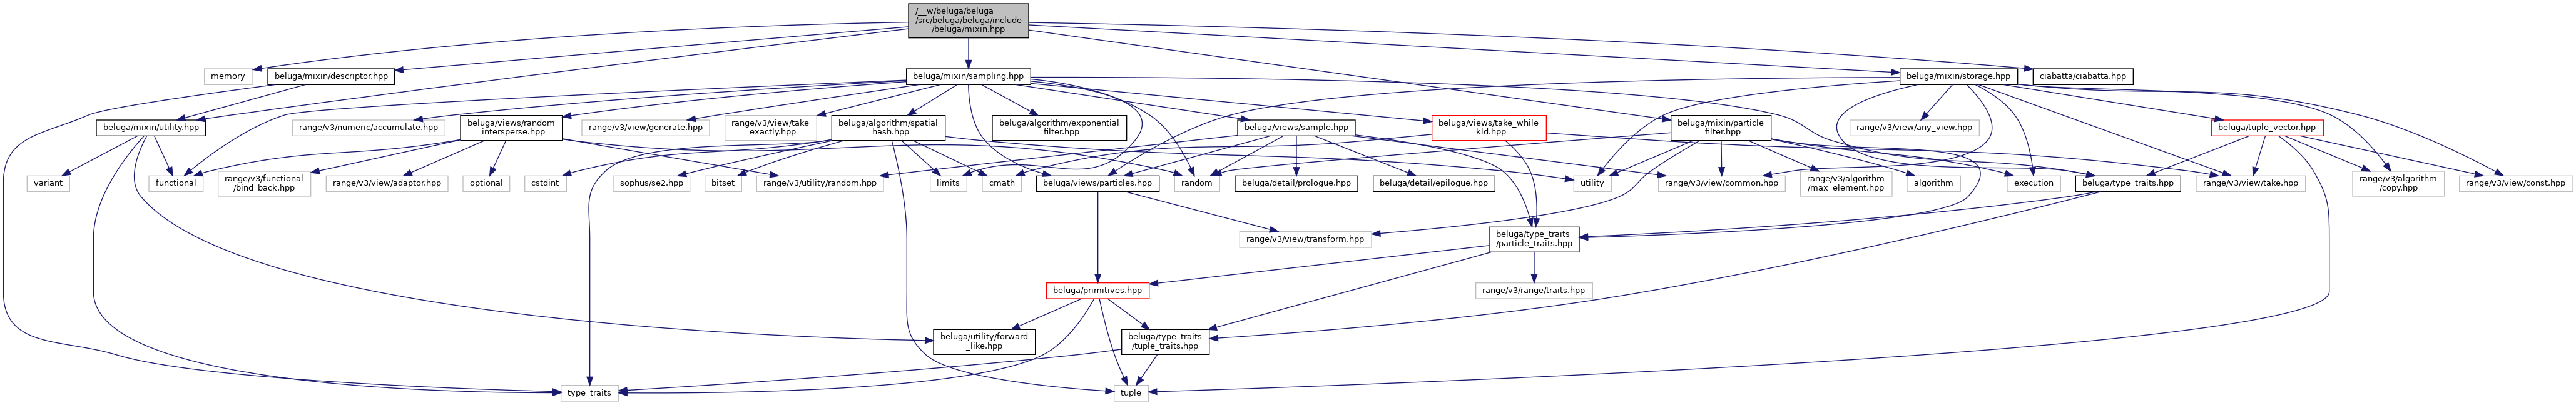 /__w/beluga/beluga
/src/beluga/beluga/include
/beluga/mixin.hpp
memory
beluga/mixin/descriptor.hpp
beluga/mixin/sampling.hpp
beluga/mixin/storage.hpp
ciabatta/ciabatta.hpp
beluga/mixin/utility.hpp
range/v3/numeric/accumulate.hpp
beluga/views/random
_intersperse.hpp
range/v3/view/generate.hpp
range/v3/view/take
_exactly.hpp
beluga/algorithm/spatial
_hash.hpp
beluga/algorithm/exponential
_filter.hpp
beluga/views/sample.hpp
beluga/views/take_while
_kld.hpp
beluga/mixin/particle
_filter.hpp
range/v3/view/any_view.hpp
beluga/tuple_vector.hpp
variant
functional
range/v3/functional
/bind_back.hpp
range/v3/view/adaptor.hpp
optional
cstdint
sophus/se2.hpp
bitset
range/v3/utility/random.hpp
limits
cmath
beluga/views/particles.hpp
random
beluga/detail/prologue.hpp
beluga/detail/epilogue.hpp
utility
range/v3/view/common.hpp
range/v3/algorithm
/max_element.hpp
algorithm
execution
beluga/type_traits.hpp
range/v3/view/take.hpp
range/v3/algorithm
/copy.hpp
range/v3/view/const.hpp
range/v3/view/transform.hpp
beluga/type_traits
/particle_traits.hpp
beluga/primitives.hpp
range/v3/range/traits.hpp
beluga/utility/forward
_like.hpp
beluga/type_traits
/tuple_traits.hpp
type_traits
tuple